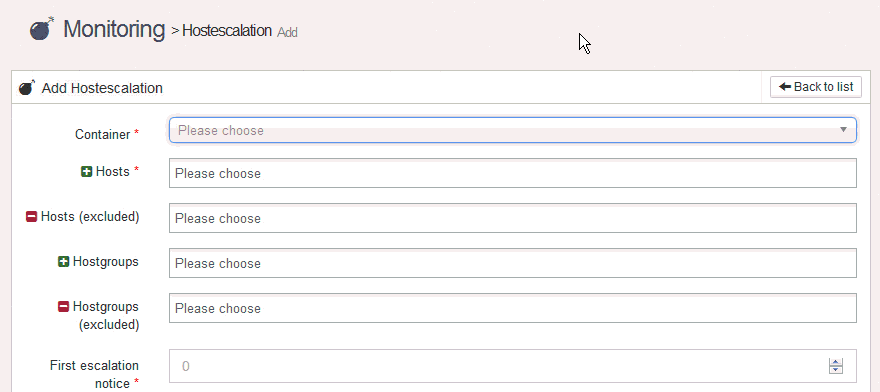 Monitoring > Hostescalation Add
Add Hostescalation
Back to list
Container *
Please choose
Hosts *
Please choose
Hosts (excluded)
Please choose
Hostgroups
Please choose
Hostgroups
(excluded)
Please choose
First escalation
notice *
0